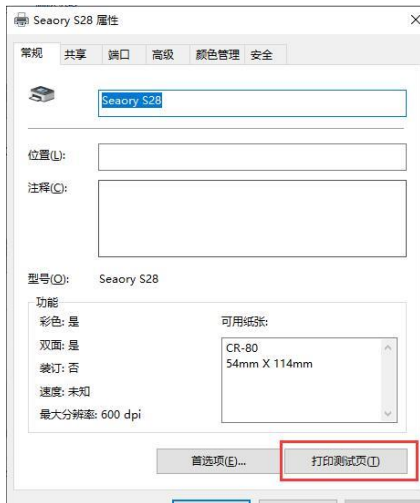 Seaory S28 属性
常规 共享 端口 高级 颜色管理 安全
Seaory S28
位置(L):
注释(C):
型号(O): Seaory S28
功能
彩色: 是
可用纸张:
双面: 是
CR-80
装订: 否
54mm X 114mm
速度: 未知
最大分辨率: 600 dpi
首选项(E)... 打印测试页(T)